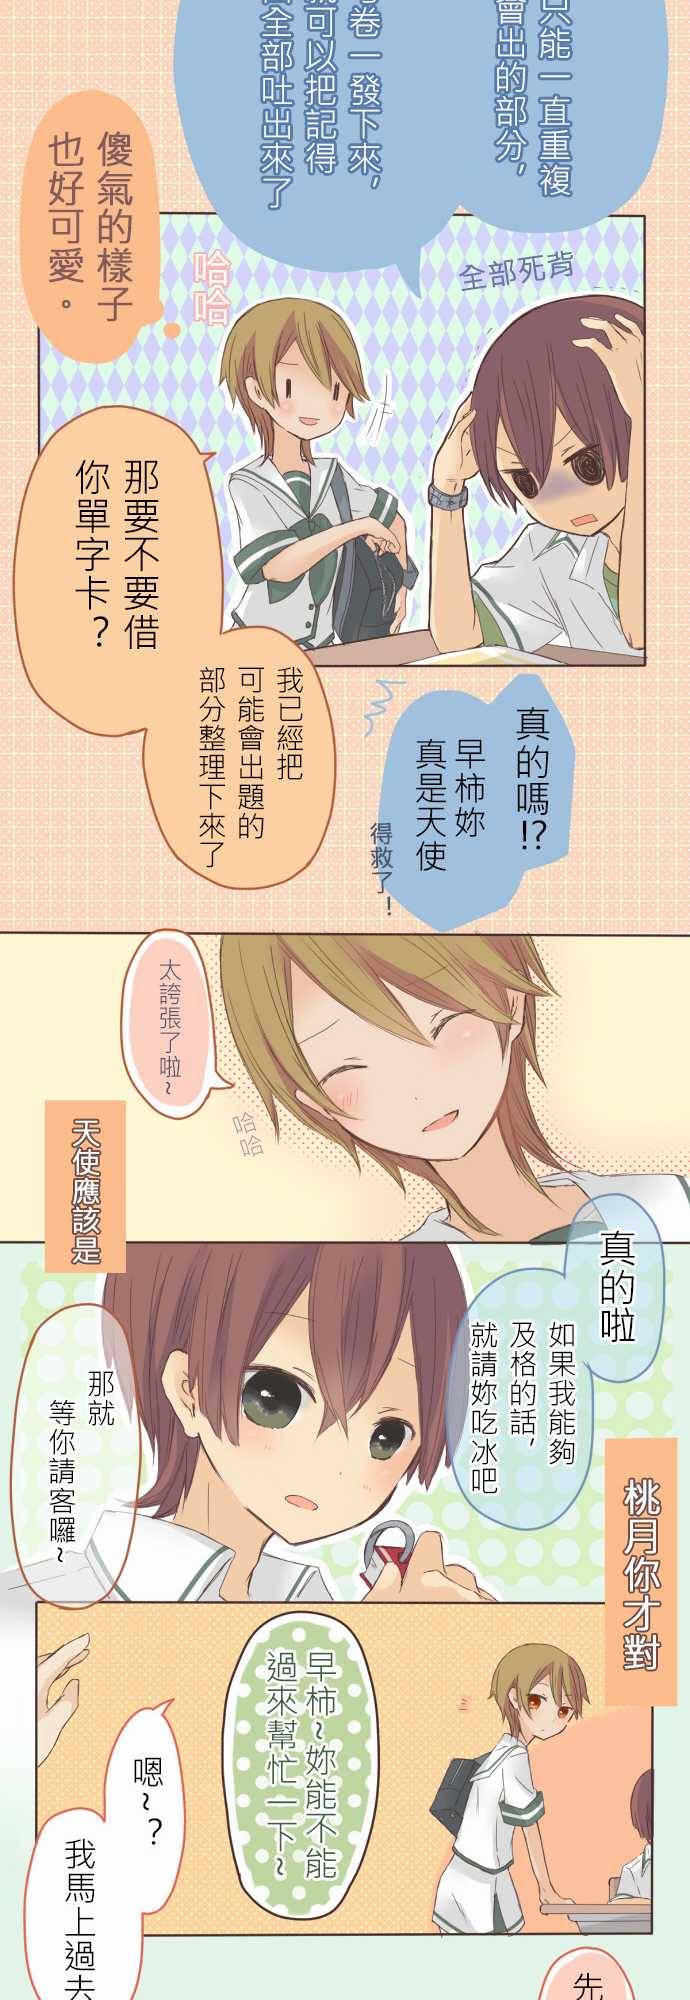 只能一直重複
會出的部分,
考卷一發下來,
就可以把記得
全部吐出來了
傻氣的樣子
也好可愛。
哈哈
全部死背
那要不要借
你單字卡?
我已經把
可能會出題的
部分整理下來了
真的嗎!?
早柿妳
真是天使
得救了!
太誇張了啦~
哈哈
天使應該是
真的啦
如果我能夠
及格的話,
就請妳吃冰吧
那就
等你請客囉~
桃月你才對
早柿~妳能不能
過來幫忙一下~
嗯~?
我馬上過去
先